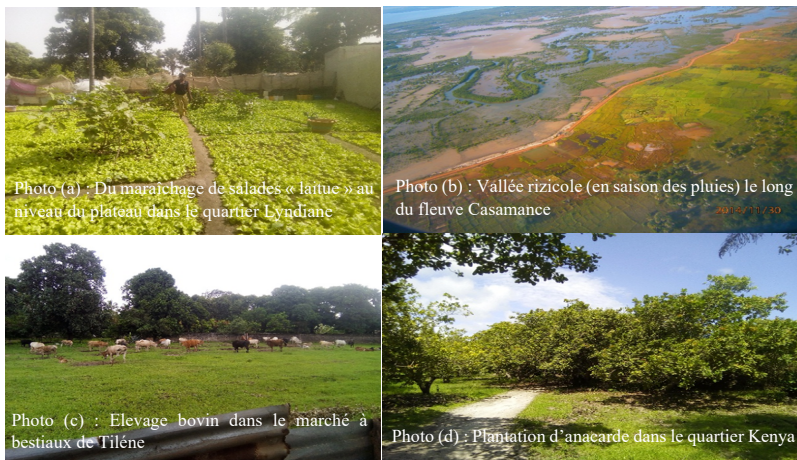 Photo (a) : Du maraîchage de salades « laitue » au
niveau du plateau dans le quartier Lyndiane
Photo (b) : Vallée rizicole (en saison des pluies) le long
du fleuve Casamance
Photo (c) : Elevage bovin dans le marché à
bestiaux de Tiléne
Photo (d) : Plantation d'anacarde dans le quartier Kenya